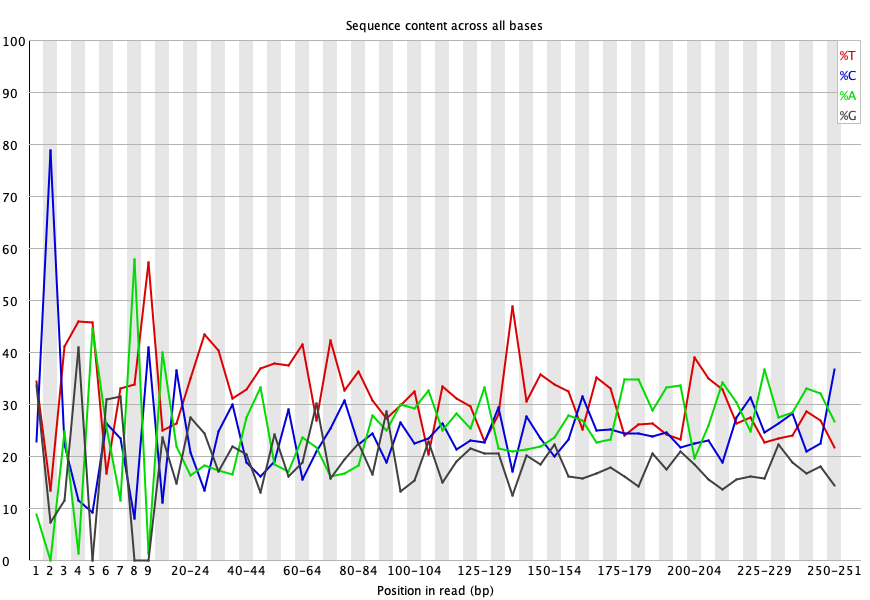 Sequence content across all bases
100
90
80
70
60
50
40
30
20
10
0
%T
%C
%A
%G
1 2 3 4 5 6 7 8 9 20-24 40-44 60-64 80-84 100-104 125-129 150-154 175-179 200-204 225-229 250-251
Position in read (bp)